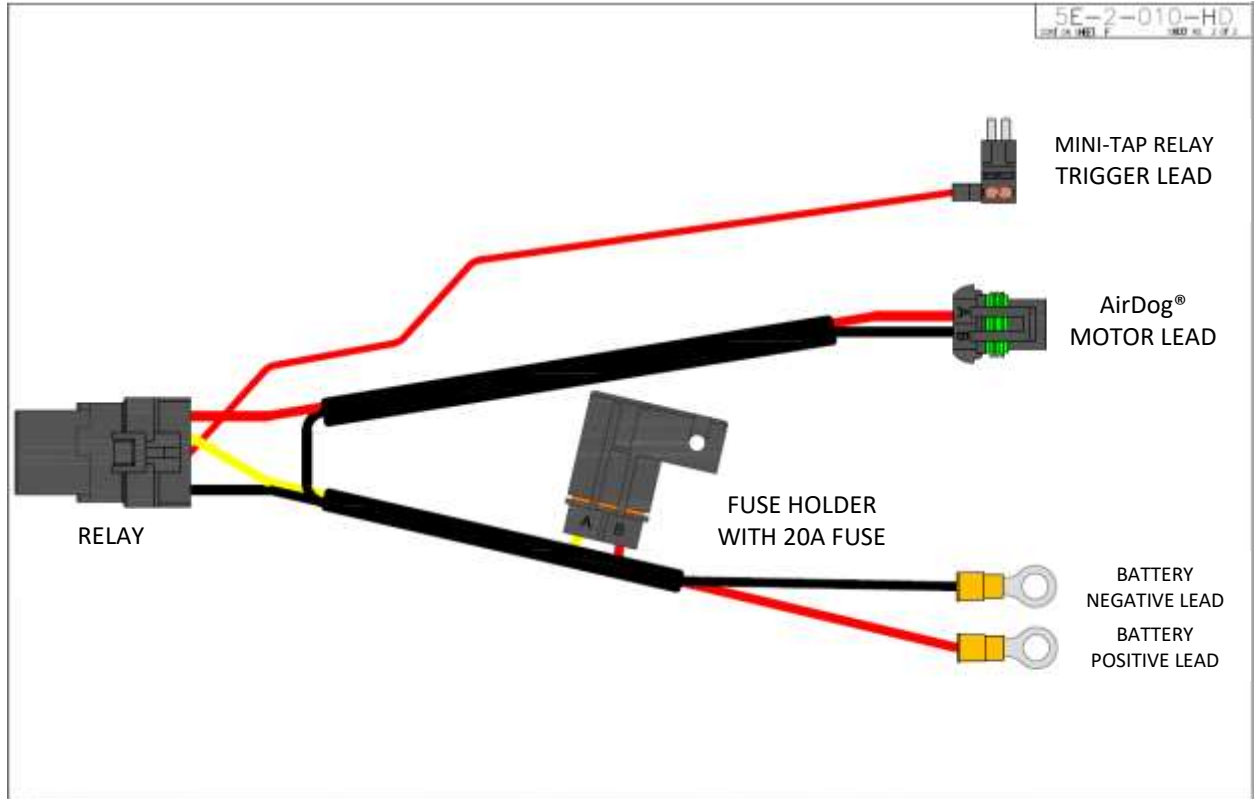 5E-2-010-HD
MINI-TAP RELAY
TRIGGER LEAD
AirDog®
MOTOR LEAD
A
B
A
B
FUSE HOLDER
WITH 20A FUSE
RELAY
BATTERY
NEGATIVE LEAD
BATTERY
POSITIVE LEAD